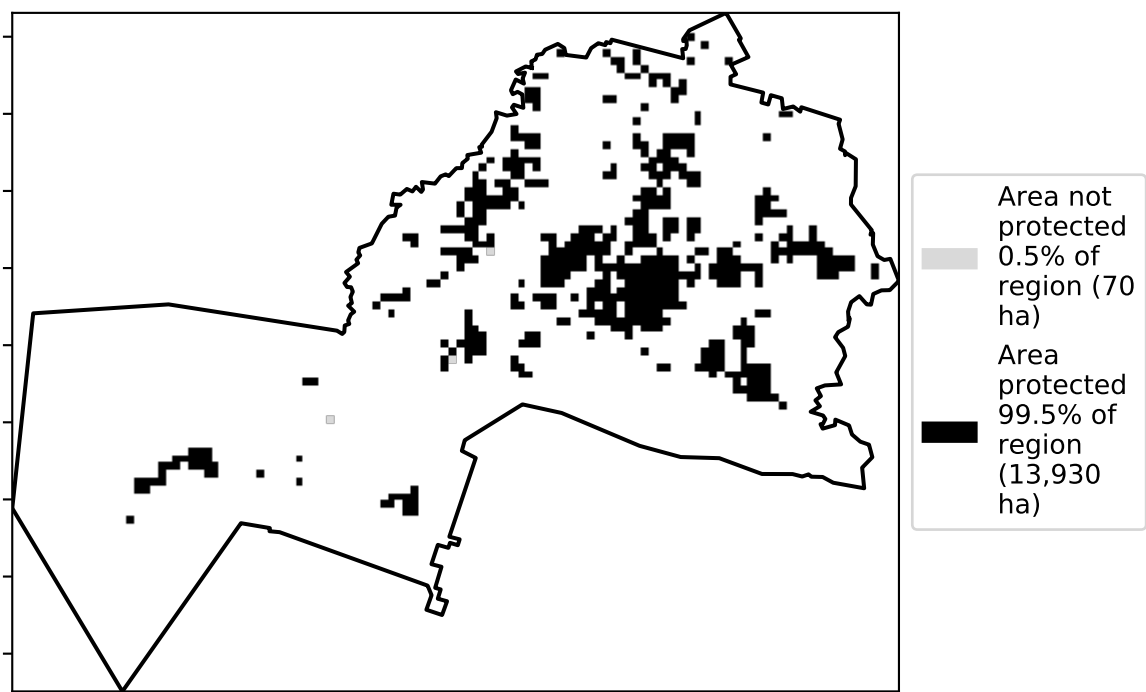 Area not
protected
0.5% of
region (70
ha)
Area
protected
99.5% of
region
(13,930
ha)